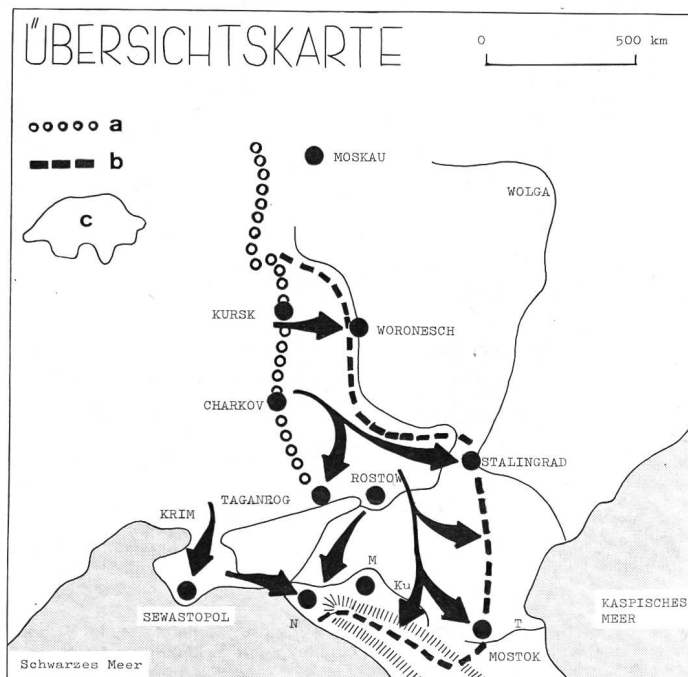 ÜBERSICHTSKARTE
0 500 km
a
b
c
MOSKAU
WOLGA
KURSK
WORONESCH
CHARKOV
STALINGRAD
ROSTOW
TAGANROG
KRIM
M
Ku
SEWASTOPOL
N
T
KASPISCHES
MEER
MOSTOK
Schwarzes Meer